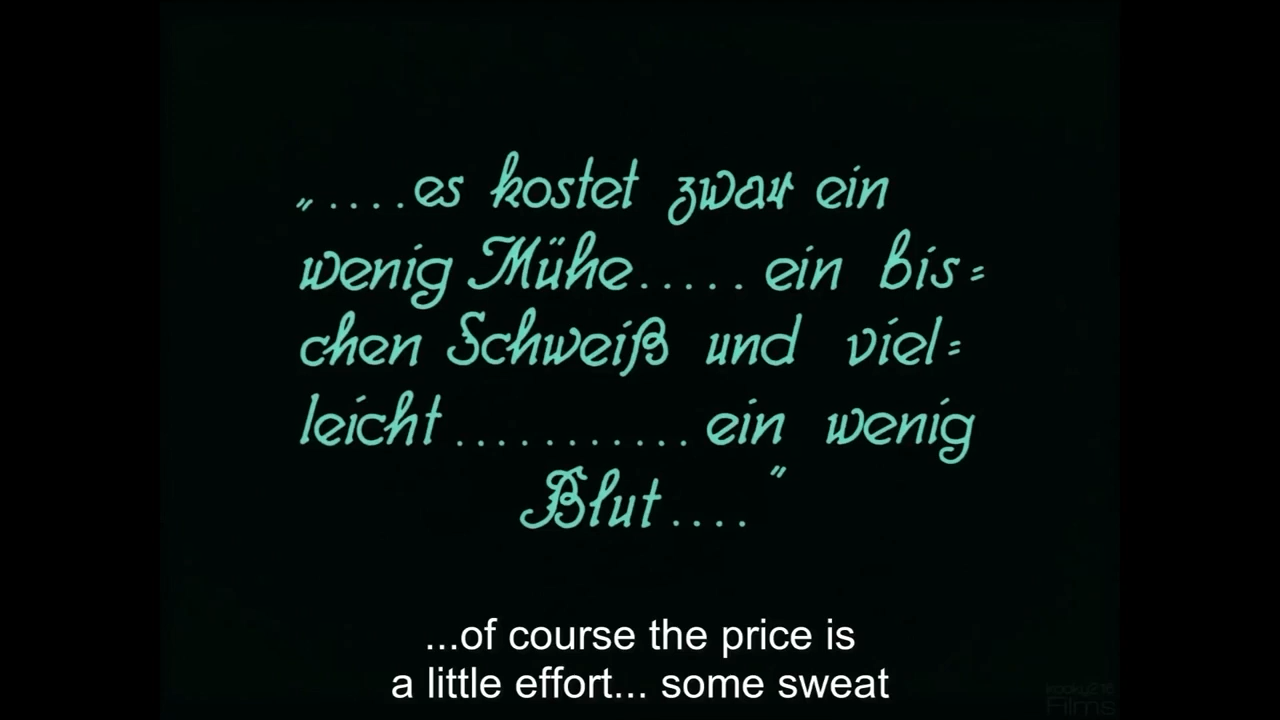 „....es kostet zwar ein
wenig Mühe..... ein bis=
chen Schweiß und viel=
leicht ........... ein wenig
Blut...."
...of course the price is
a little effort... some sweat
Films